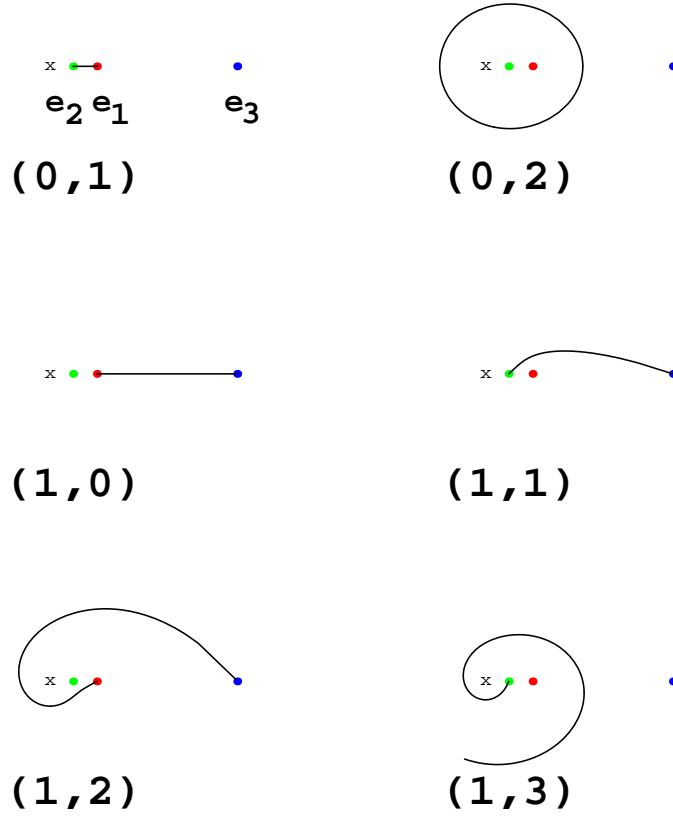 x x
e2 e1 e3
(0,1) (0,2)
x x
(1,0) (1,1)
x x
(1,2) (1,3)